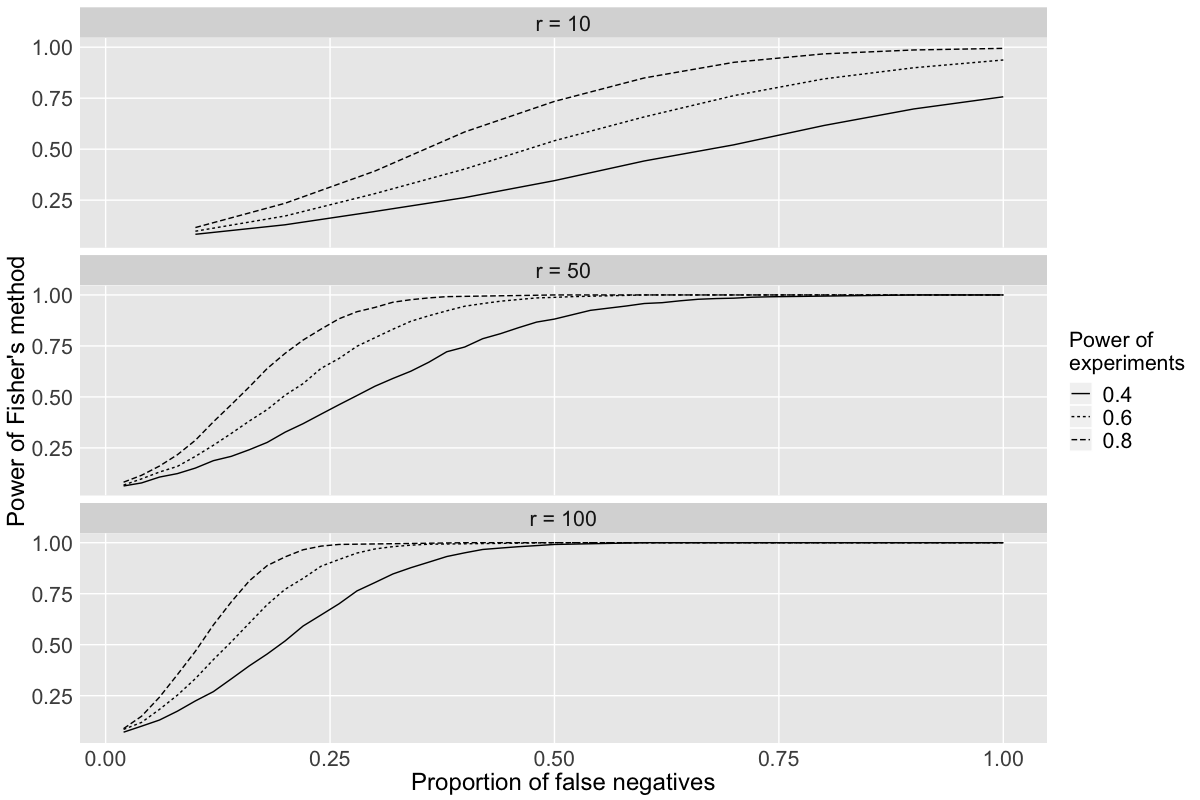 r = 10
1.00
0.75
0.50
0.25
r = 50
1.00
0.75
0.50
0.25
r = 100
1.00
0.75
0.50
0.25
0.00 0.25 0.50 0.75 1.00
Proportion of false negatives
Power of Fisher's method
Power of
experiments
0.4
0.6
0.8